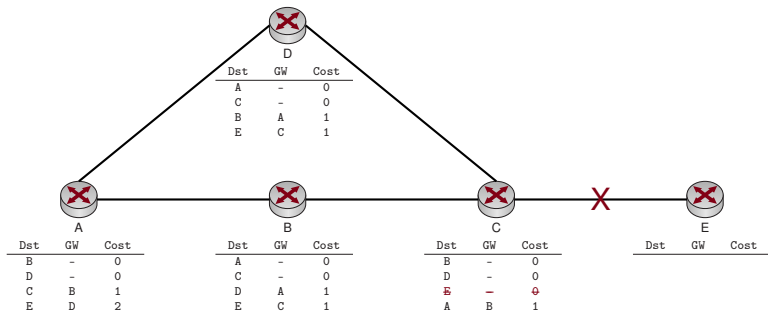 D
Dst GW Cost
A - 0
C - 0
B A 1
E C 1
X
A
B
C
E
Dst GW Cost
B - 0
D - 0
C B 1
E D 2
Dst GW Cost
A - 0
C - 0
D A 1
E C 1
Dst GW Cost
B - 0
D - 0
E - 0
A B 1
Dst GW Cost